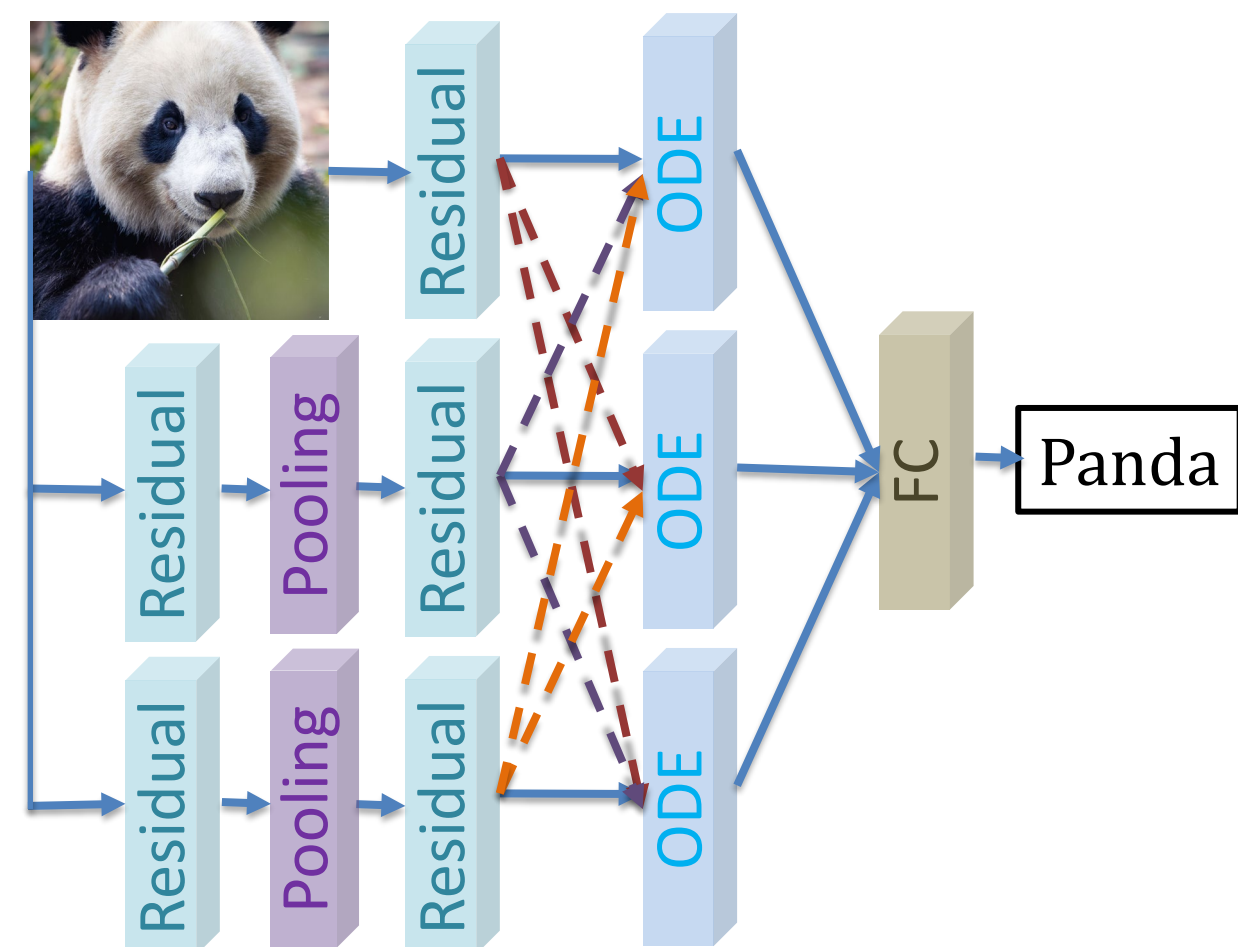 Residual
ODE
Residual
Pooling
Residual
ODE
FC
Panda
Residual
Pooling
Residual
ODE